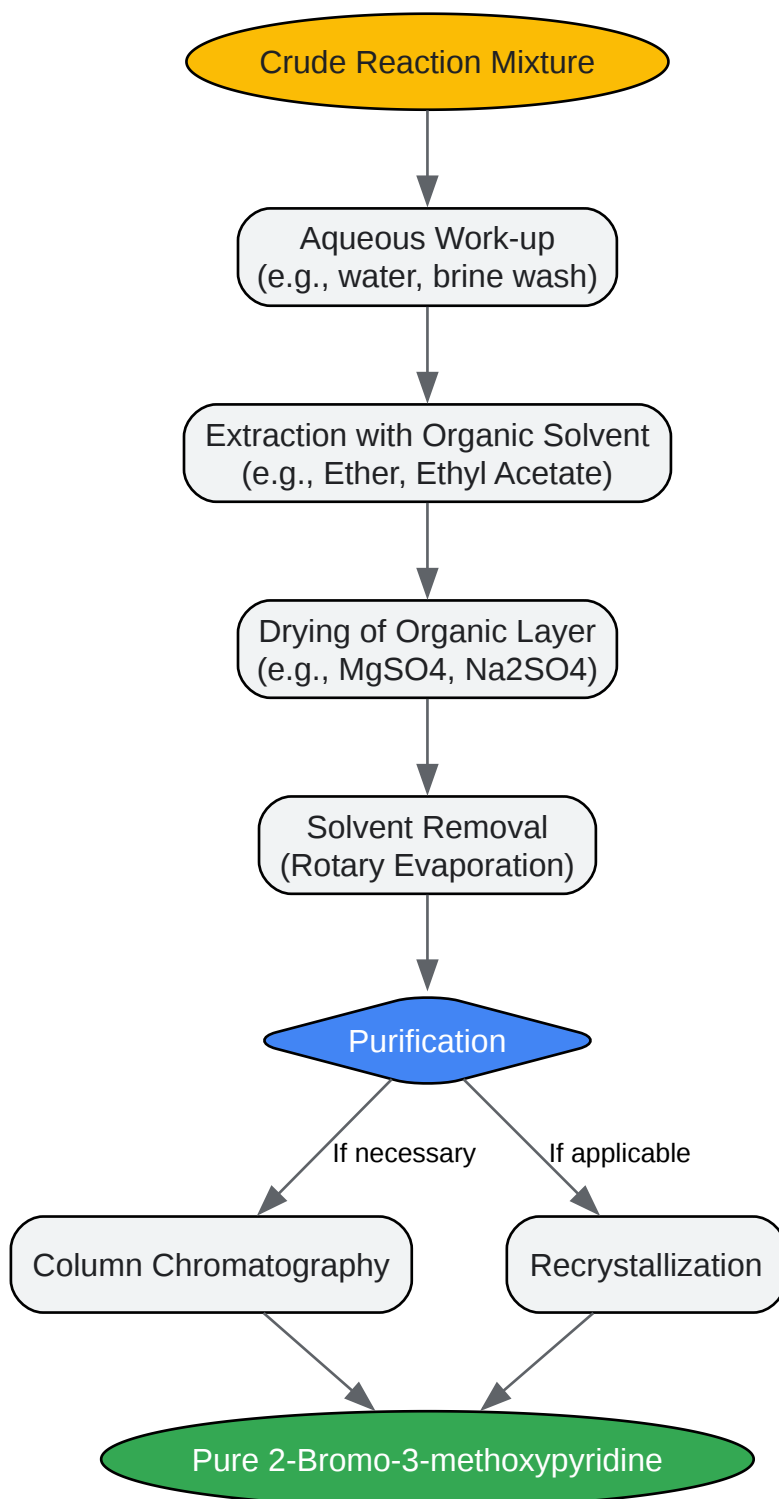 Crude Reaction Mixture
Aqueous Work-up
(e.g., water, brine wash)
Extraction with Organic Solvent
(e.g., Ether, Ethyl Acetate)
Drying of Organic Layer
(e.g., MgSO4, Na2SO4)
Solvent Removal
(Rotary Evaporation)
Purification
If necessary
If applicable
Column Chromatography
Recrystallization
Pure 2-Bromo-3-methoxypyridine